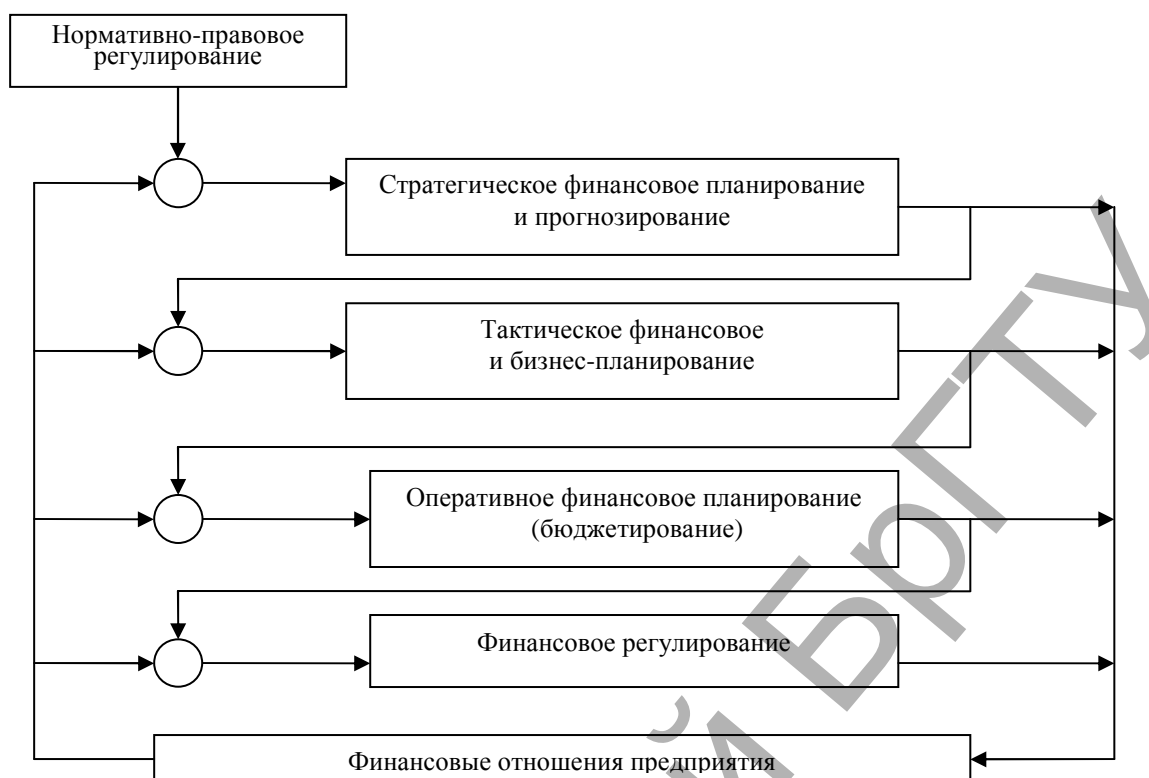 Нормативно-правовое
регулирование
Стратегическое финансовое планирование
и прогнозирование
Тактическое финансовое
и бизнес-планирование
Оперативное финансовое планирование
(бюджетирование)
Финансовое регулирование
Финансовые отношения предприятия
й БрГТУ